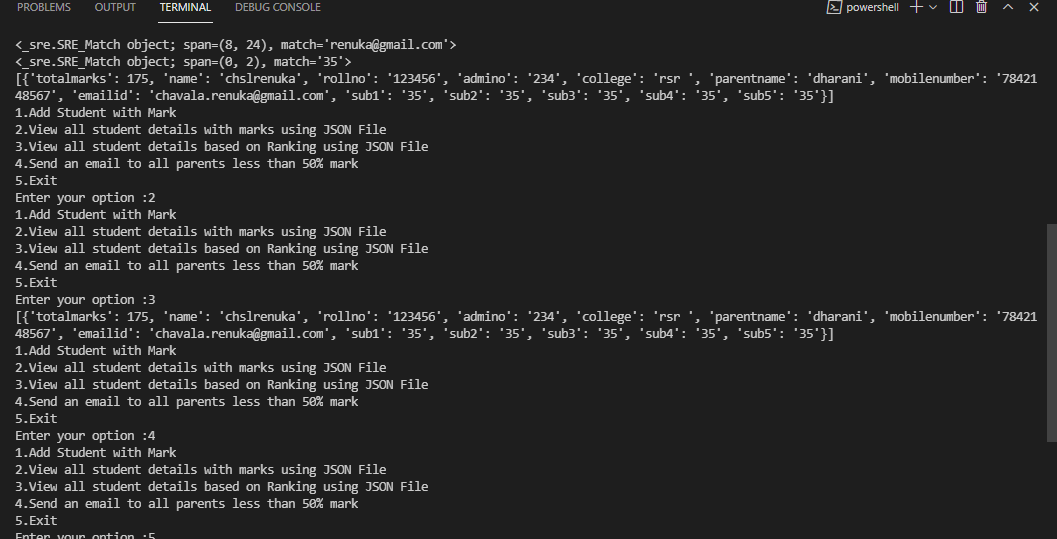 PROBLEMS OUTPUT TERMINAL DEBUG CONSOLE powershell
<_sre.SRE_Match object; span=(8, 24), match='renuka@gmail.com'>
<_sre.SRE_Match object; span=(0, 2), match='35'>
[{'totalmarks': 175, 'name': 'chslrenuka', 'rollno': '123456', 'admino': '234', 'college': 'rsr ', 'parentname': 'dharani', 'mobilenumber': '78421
48567', 'emailid': 'chavala.renuka@gmail.com', 'sub1': '35', 'sub2': '35', 'sub3': '35', 'sub4': '35', 'sub5': '35'}]
1.Add Student with Mark
2.View all student details with marks using JSON File
3.View all student details based on Ranking using JSON File
4.Send an email to all parents less than 50% mark
5.Exit
Enter your option :2
1.Add Student with Mark
2.View all student details with marks using JSON File
3.View all student details based on Ranking using JSON File
4.Send an email to all parents less than 50% mark
5.Exit
Enter your option :3
[{'totalmarks': 175, 'name': 'chslrenuka', 'rollno': '123456', 'admino': '234', 'college': 'rsr ', 'parentname': 'dharani', 'mobilenumber': '78421
48567', 'emailid': 'chavala.renuka@gmail.com', 'sub1': '35', 'sub2': '35', 'sub3': '35', 'sub4': '35', 'sub5': '35'}]
1.Add Student with Mark
2.View all student details with marks using JSON File
3.View all student details based on Ranking using JSON File
4.Send an email to all parents less than 50% mark
5.Exit
Enter your option :4
1.Add Student with Mark
2.View all student details with marks using JSON File
3.View all student details based on Ranking using JSON File
4.Send an email to all parents less than 50% mark
5.Exit
Enter your option :5